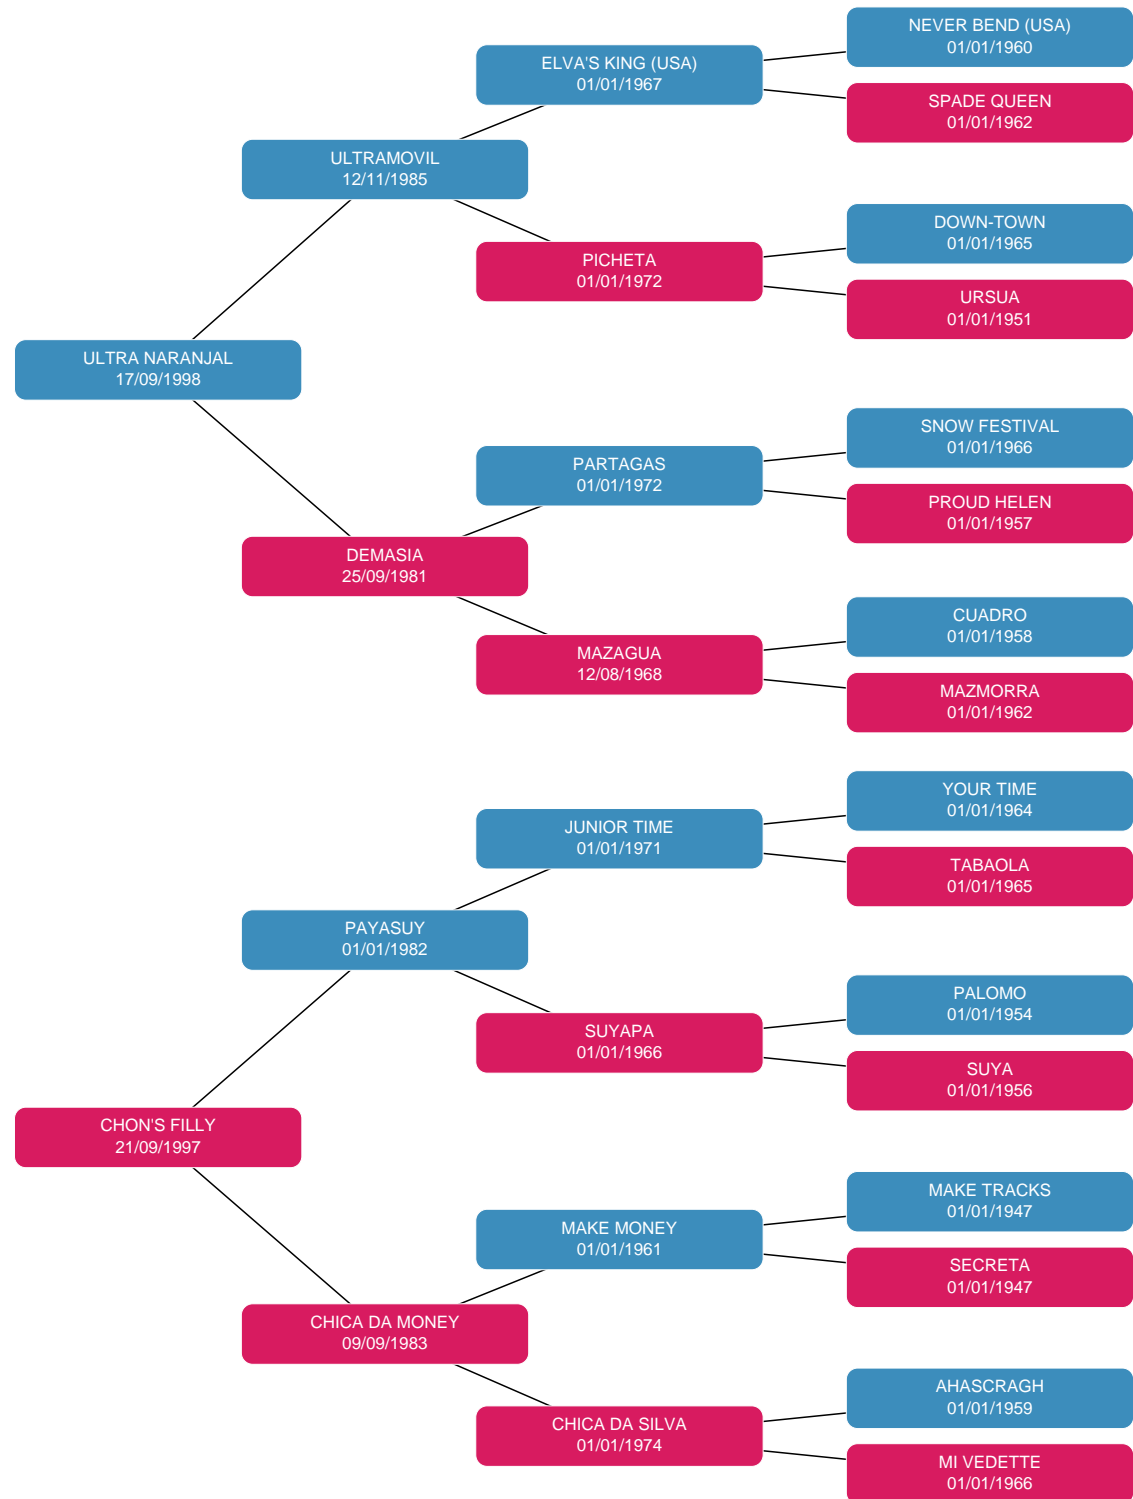 NEVER BEND (USA)
01/01/1960
ELVA'S KING (USA)
01/01/1967
SPADE QUEEN
01/01/1962
ULTRAMOVIL
12/11/1985
DOWN-TOWN
01/01/1965
PICHETA
01/01/1972
URSUA
01/01/1951
ULTRA NARANJAL
17/09/1998
SNOW FESTIVAL
01/01/1966
PARTAGAS
01/01/1972
PROUD HELEN
01/01/1957
DEMASIA
25/09/1981
CUADRO
01/01/1958
MAZAGUA
12/08/1968
MAZMORRA
01/01/1962
YOUR TIME
01/01/1964
JUNIOR TIME
01/01/1971
TABAOLA
01/01/1965
PAYASUY
01/01/1982
PALOMO
01/01/1954
SUYAPA
01/01/1966
SUYA
01/01/1956
CHON'S FILLY
21/09/1997
MAKE TRACKS
01/01/1947
MAKE MONEY
01/01/1961
SECRETA
01/01/1947
CHICA DA MONEY
09/09/1983
AHASCRAGH
01/01/1959
CHICA DA SILVA
01/01/1974
MI VEDETTE
01/01/1966